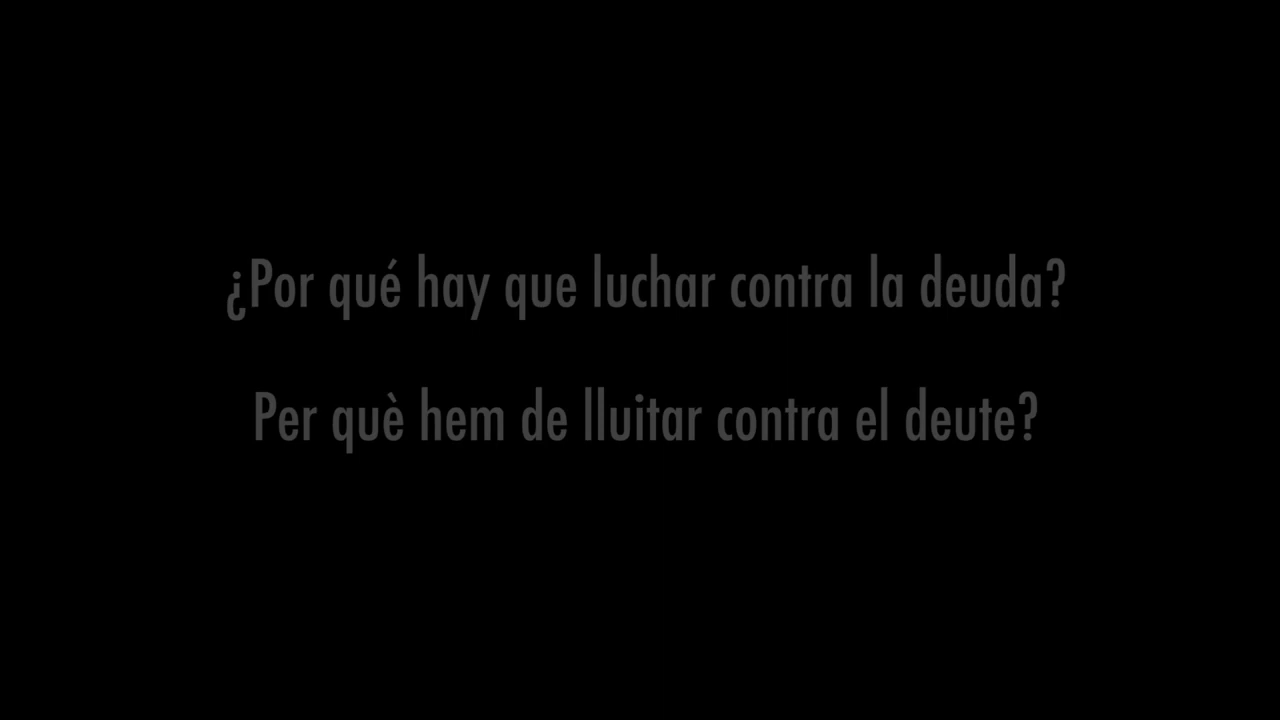 ¿Por qué hay que luchar contra la deuda?
Per què hem de lluitar contra el deute?